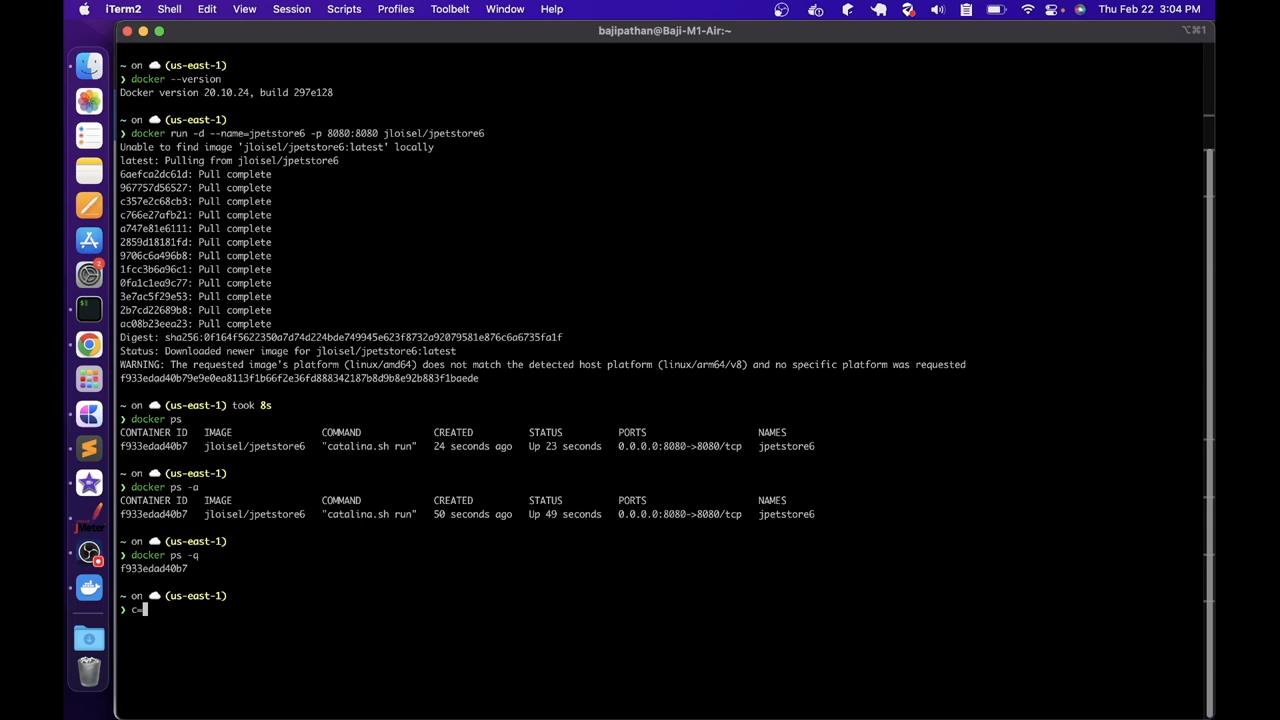 iTerm2 Shell Edit View Session Scripts Profiles Toolbelt Window Help Thu Feb 22 3:04 PM
bajipathan@Baji-M1-Air:~ ⌥⌘1
~ on ☁ (us-east-1)
❯ docker --version
Docker version 20.10.24, build 297e128
~ on ☁ (us-east-1)
❯ docker run -d --name=jpetstore6 -p 8080:8080 jloisel/jpetstore6
Unable to find image 'jloisel/jpetstore6:latest' locally
latest: Pulling from jloisel/jpetstore6
6aefca2dc61d: Pull complete
967757d56527: Pull complete
c357e2c68cb3: Pull complete
c766e27afb21: Pull complete
a747e81e6111: Pull complete
2859d18181fd: Pull complete
9706c6a496b8: Pull complete
1fcc3b6a96c1: Pull complete
0fa1c1ea9c77: Pull complete
3e7ac5f29e53: Pull complete
2b7cd22689b8: Pull complete
ac08b23eea23: Pull complete
Digest: sha256:0f164f5622350a7d74d224bde749945e623f8732a92079581e876c6a6735fa1f
Status: Downloaded newer image for jloisel/jpetstore6:latest
WARNING: The requested image's platform (linux/amd64) does not match the detected host platform (linux/arm64/v8) and no specific platform was requested
f933edad40b79e9e0ea8113f1b66f2e36fd888342187b8d9b8e92b883f1baede
~ on ☁ (us-east-1) took 8s
❯ docker ps
CONTAINER ID IMAGE COMMAND CREATED STATUS PORTS NAMES
f933edad40b7 jloisel/jpetstore6 "catalina.sh run" 24 seconds ago Up 23 seconds 0.0.0.0:8080->8080/tcp jpetstore6
~ on ☁ (us-east-1)
❯ docker ps -a
CONTAINER ID IMAGE COMMAND CREATED STATUS PORTS NAMES
f933edad40b7 jloisel/jpetstore6 "catalina.sh run" 50 seconds ago Up 49 seconds 0.0.0.0:8080->8080/tcp jpetstore6
~ on ☁ (us-east-1)
❯ docker ps -q
f933edad40b7
~ on ☁ (us-east-1)
❯ c=
2
JMeter